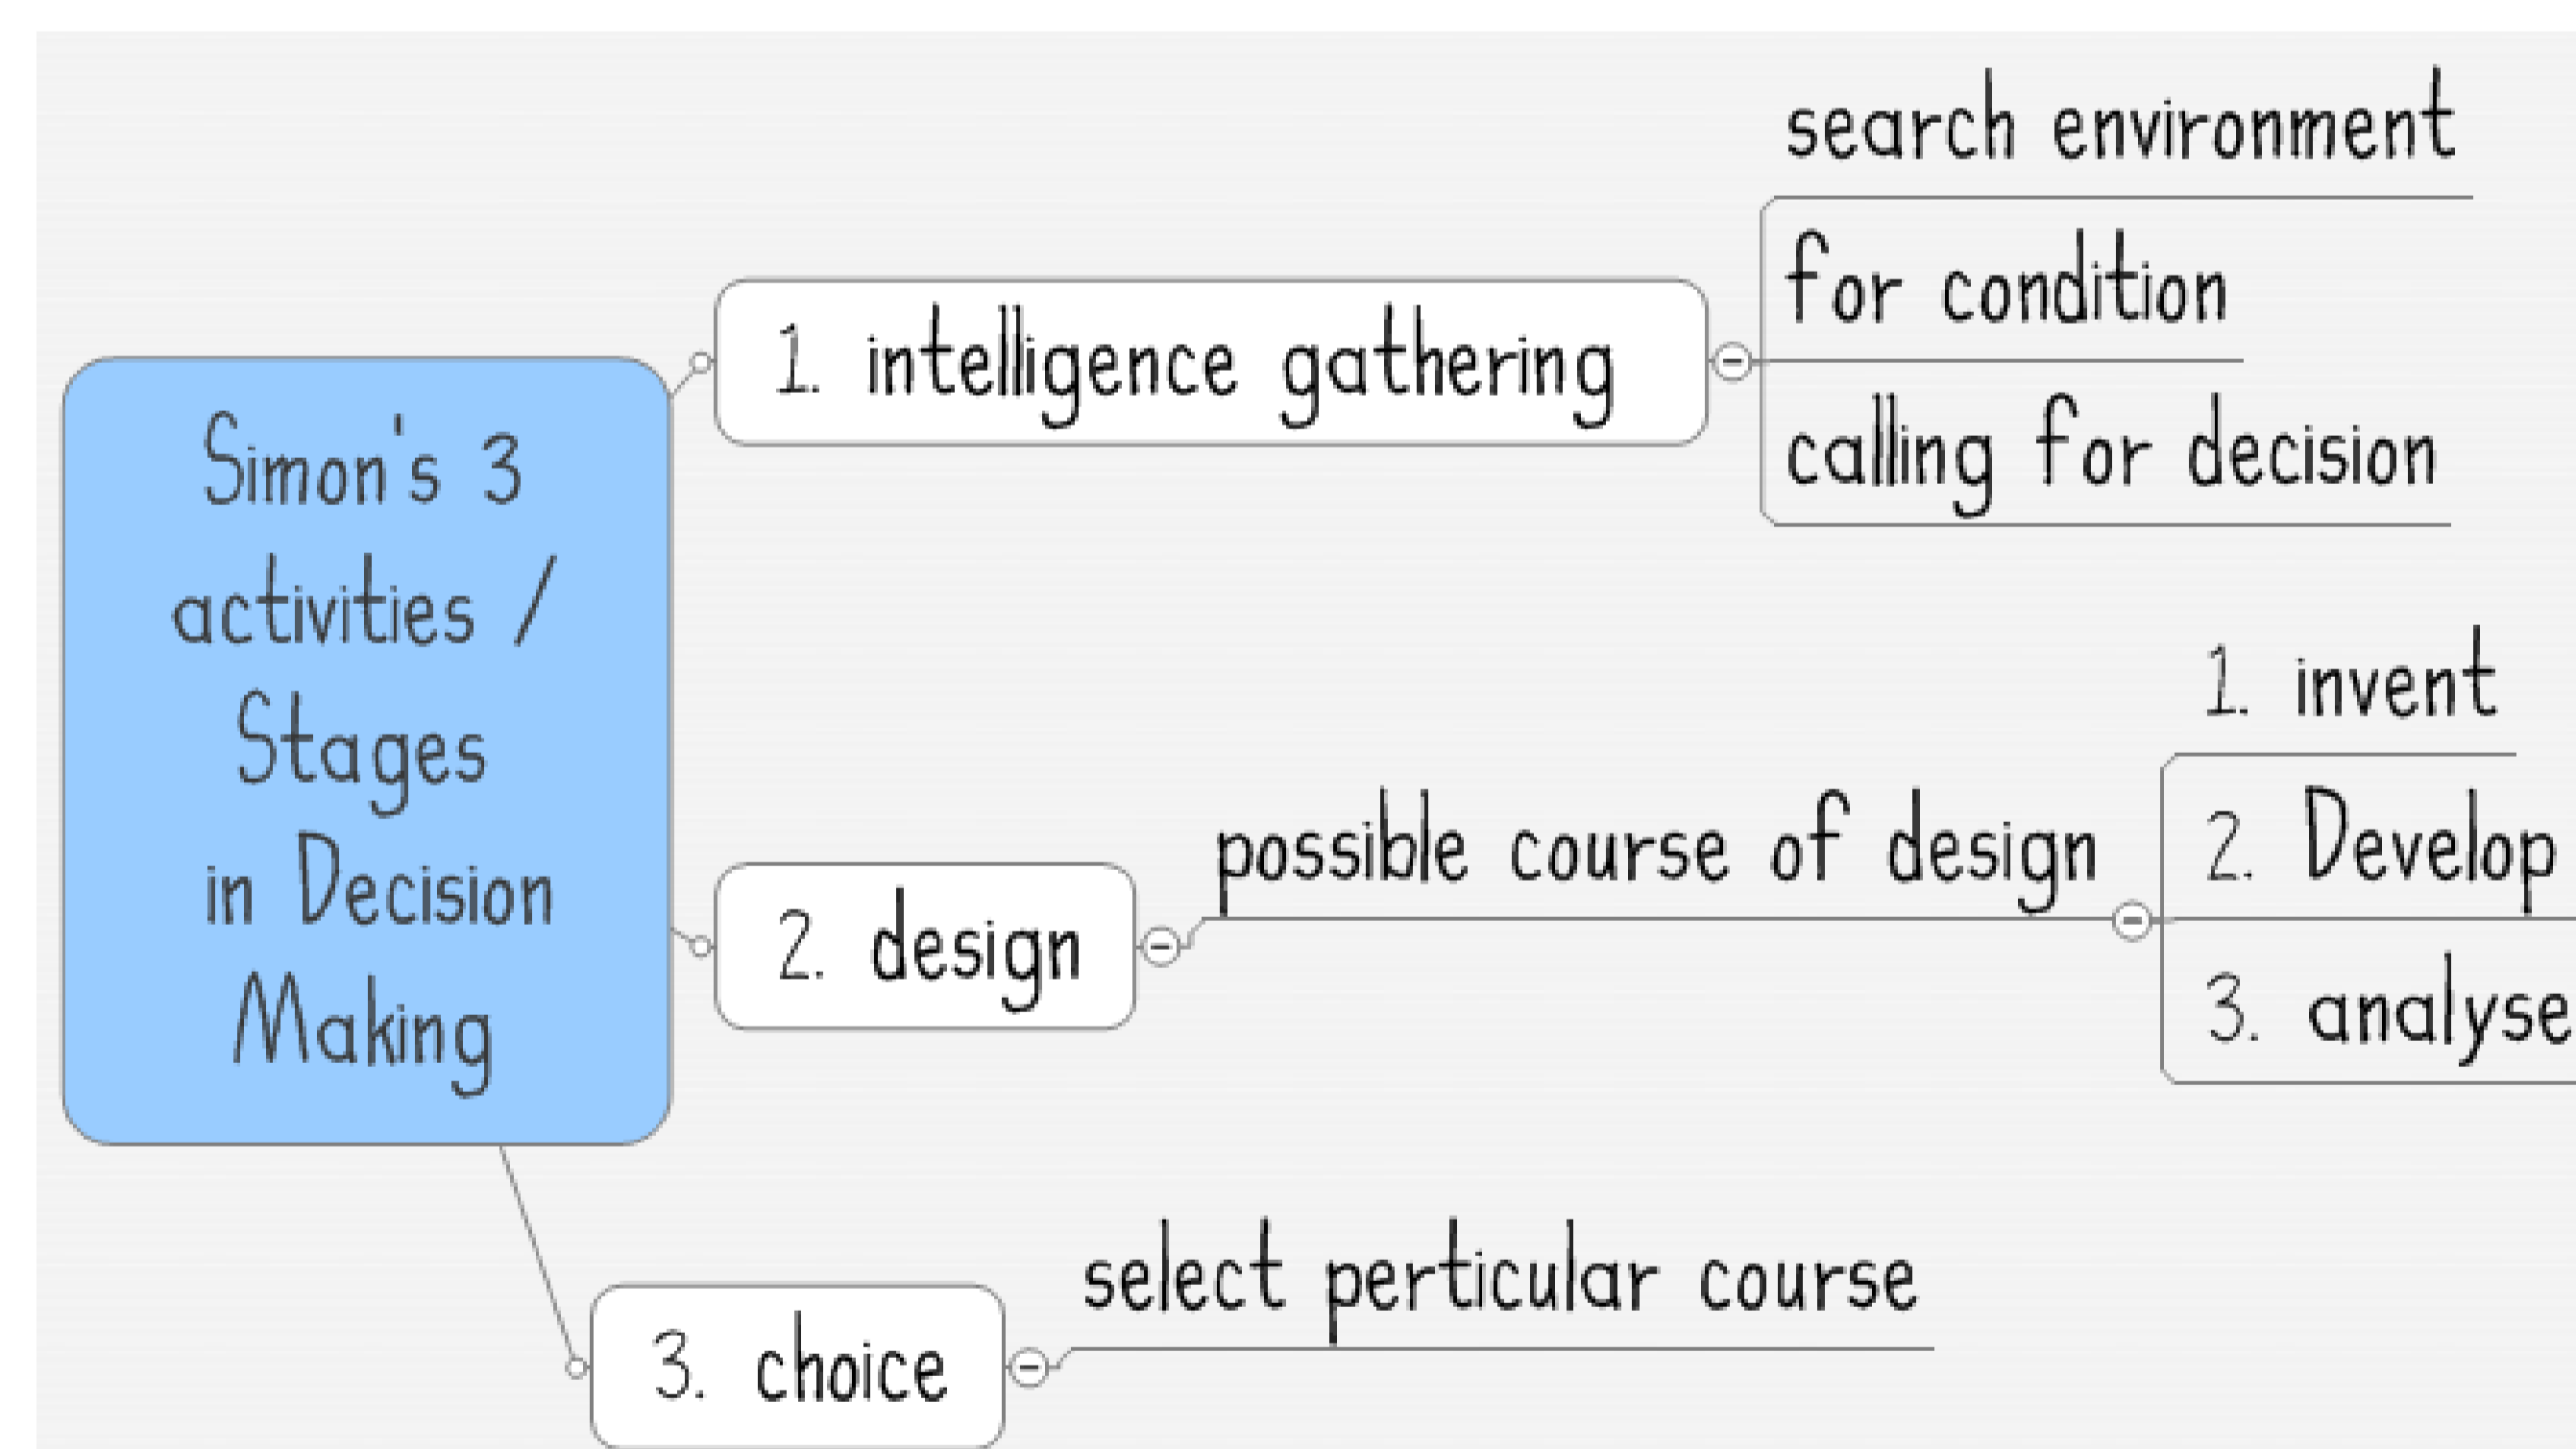 Simon's 3
activities /
Stages
in Decision
Making
1. intelligence gathering
search environment
for condition
calling for decision
2. design
possible course of design
1. invent
2. Develop
3. analyse
3. choice
select perticular course